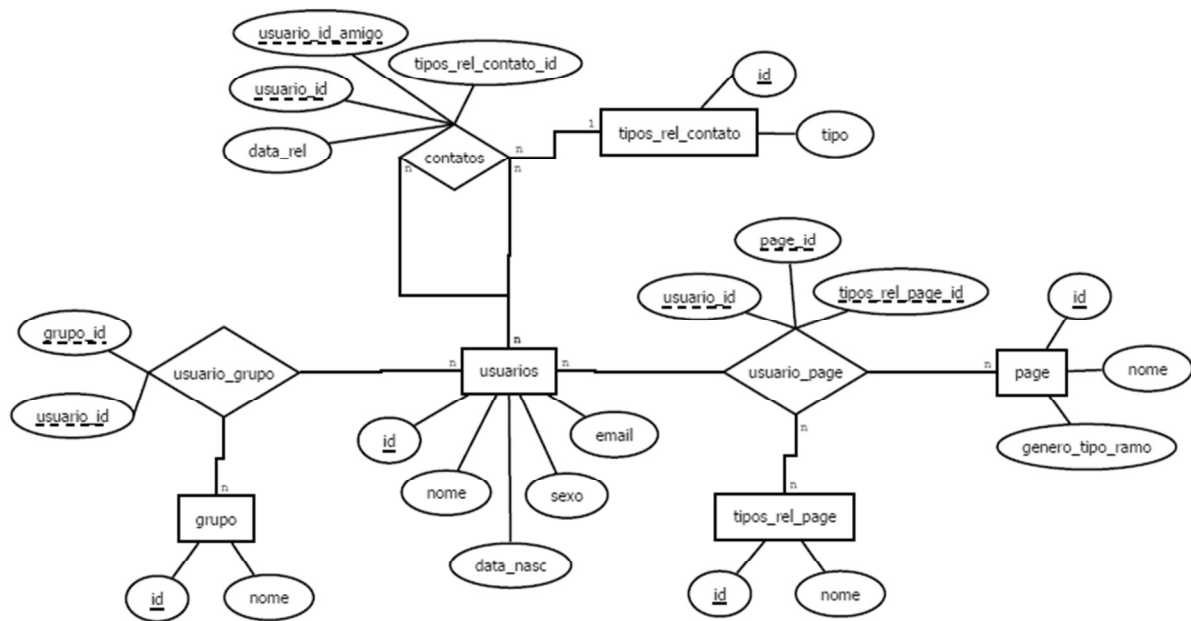 usuario_id_amigo
tipos_rel_contato_id
usuario_id
data_rel
contatos
n
n
n
1
tipos_rel_contato
id
tipo
page_id
usuario_id
tipos_rel_page_id
id
grupo_id
usuario_id
usuario_grupo
n
n
usuarios
n
usuario_page
n
page
nome
genero_tipo_ramo
id
nome
data_nasc
sexo
email
n
grupo
id
nome
n
n
tipos_rel_page
id
nome